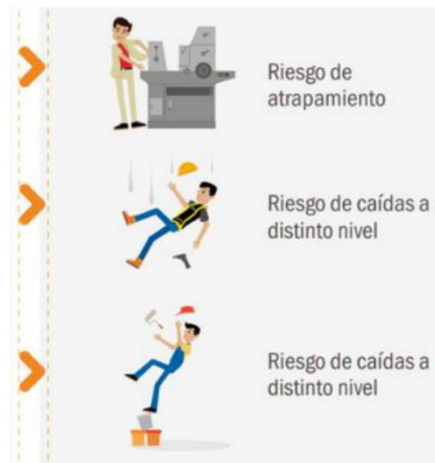 Riesgo de
atrapamiento
Riesgo de caídas a
distinto nivel
Riesgo de caídas a
distinto nivel